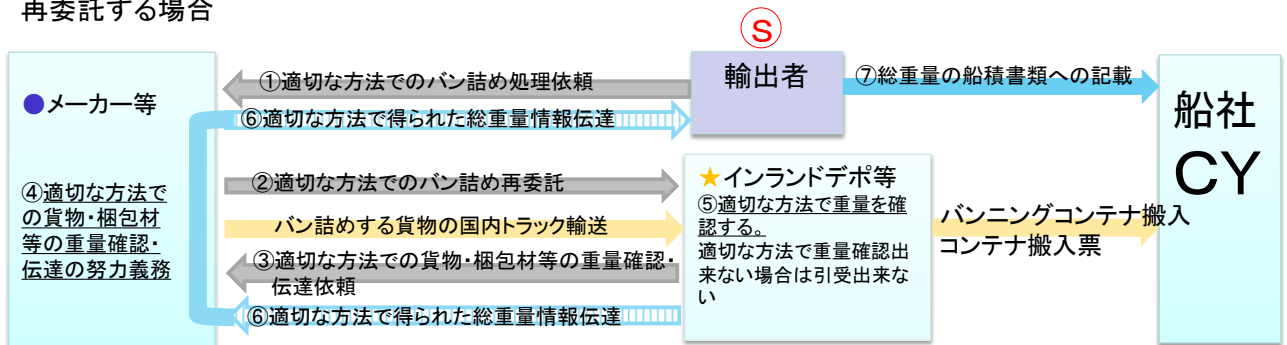 再委託する場合
Ⓢ
●メーカー等
①適切な方法でのバン詰め処理依頼
輸出者
⑦総重量の船積書類への記載
⑥適切な方法で得られた総重量情報伝達
船社
CY
④適切な方法で
の貨物・梱包材
等の重量確認・
伝達の努力義務
②適切な方法でのバン詰め再委託
バン詰めする貨物の国内トラック輸送
③適切な方法での貨物・梱包材等の重量確認・
伝達依頼
⑥適切な方法で得られた総重量情報伝達
★インランドデポ等
⑤適切な方法で重量を確
認する。
適切な方法で重量確認出
来ない場合は引受出来な
い
バンニングコンテナ搬入
コンテナ搬入票